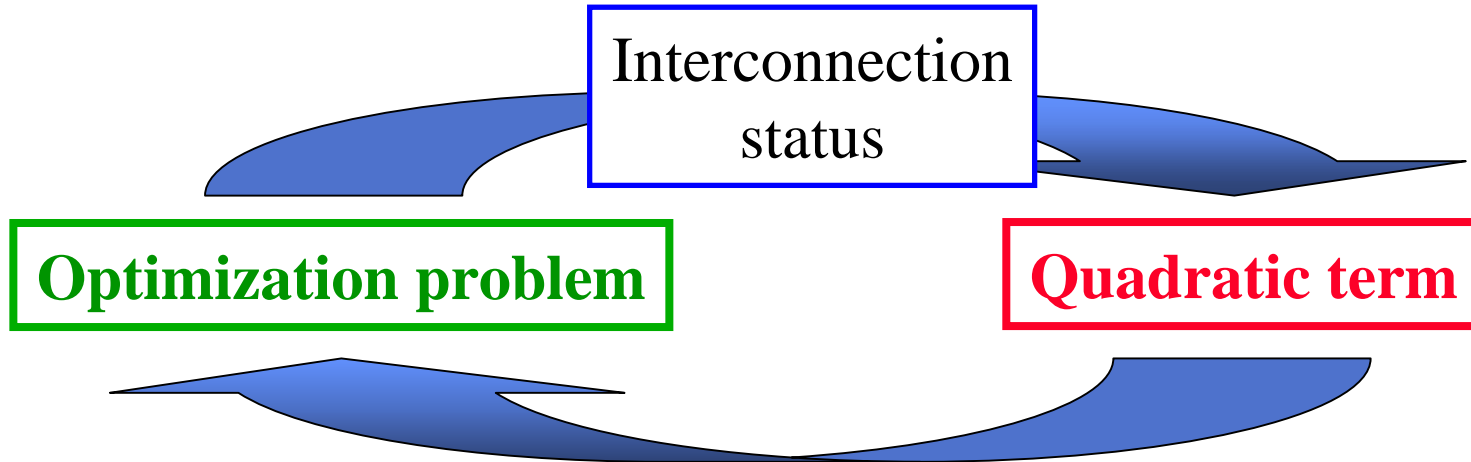 Interconnection
status
Optimization problem
Quadratic term